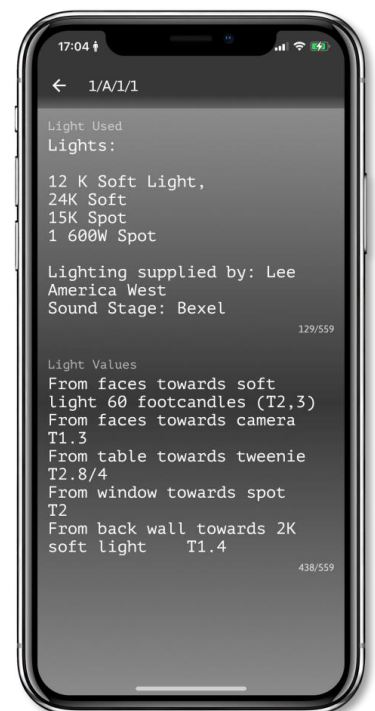 17:04
1/A/1/1
Light Used
Lights:
12 K Soft Light,
24K Soft
15K Spot
1 600W Spot
Lighting supplied by: Lee
America West
Sound Stage: Bexel
129/559
Light Values
From faces towards soft
light 60 footcandles (T2,3)
From faces towards camera
T1.3
From table towards tweenie
T2.8/4
From window towards spot
T2
From back wall towards 2K
soft light    T1.4
438/559